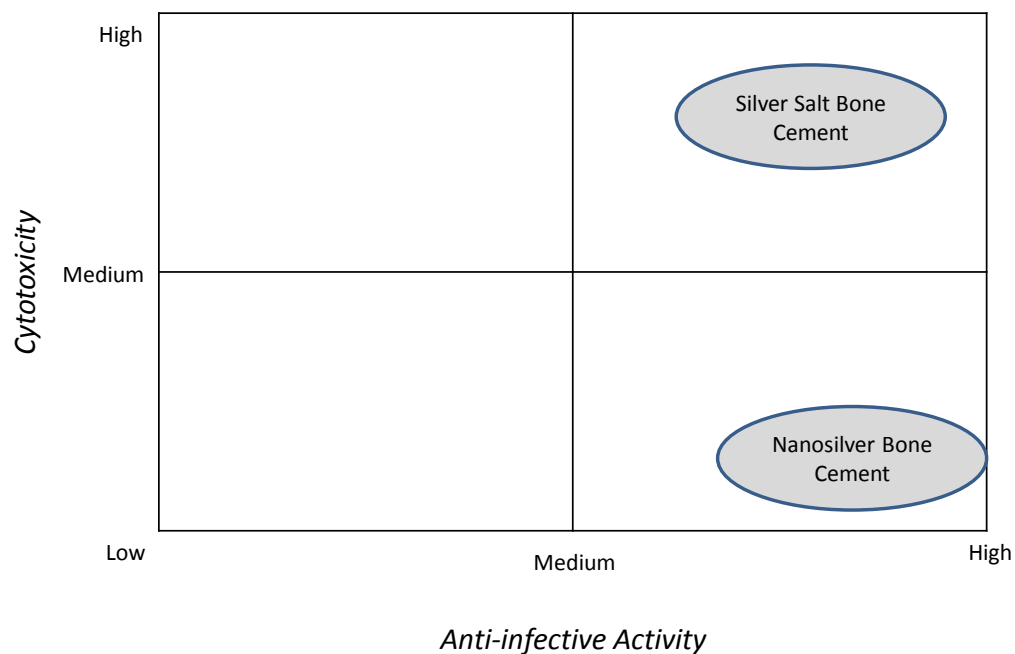 High
Silver Salt Bone
Cement
Cytotoxicity
Medium
Nanosilver Bone
Cement
Low
Medium
High
Anti-infective Activity